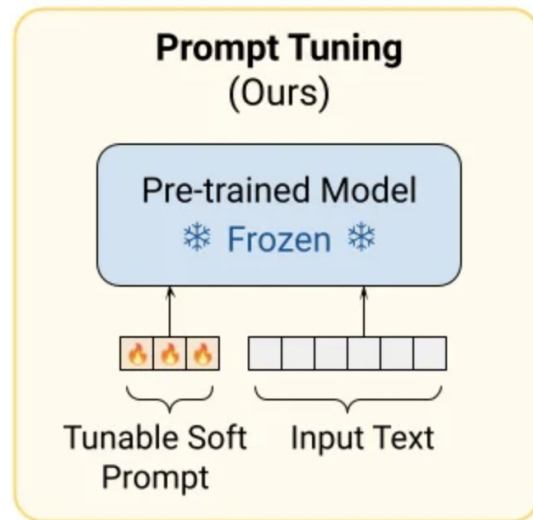 Prompt Tuning
(Ours)
Pre-trained Model
❄ Frozen ❄
Tunable Soft
Prompt
Input Text